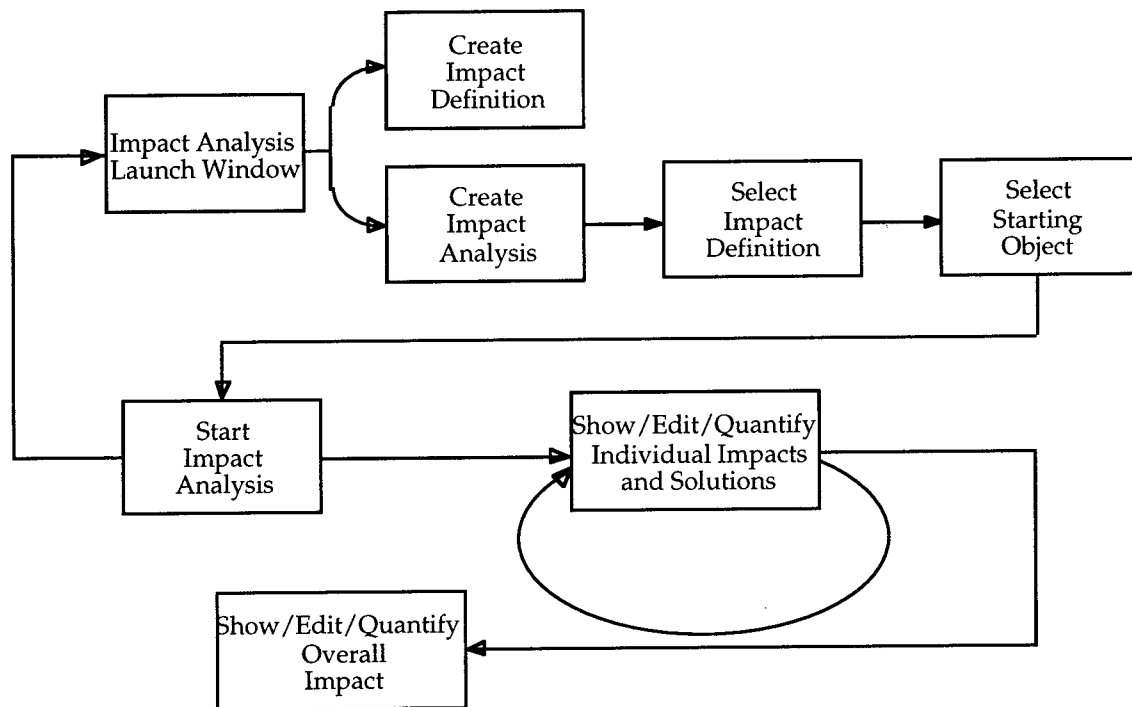 Create
Impact
Definition
Impact Analysis
Launch Window
Create
Impact
Analysis
Select
Impact
Definition
Select
Starting
Object
Start
Impact
Analysis
Show/Edit/Quantify
Individual Impacts
and Solutions
Show/Edit/Quantify
Overall
Impact